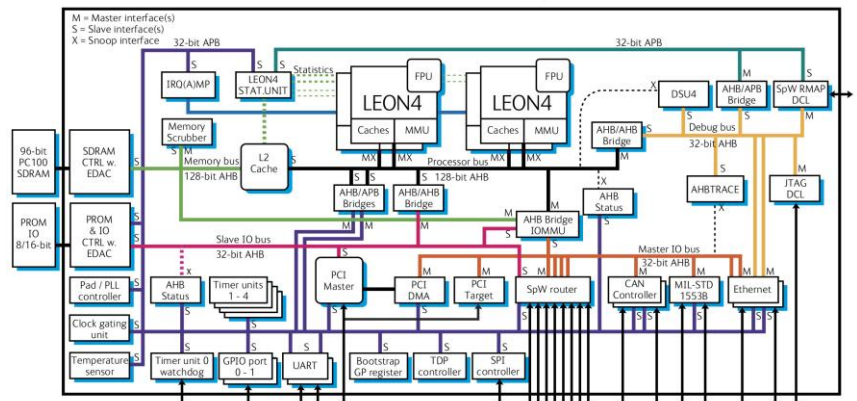 M = Master interface(s)
S = Slave interface(s)
X = Snoop interface
32-bit APB
32-bit APB
S
S
S
M
S
IRQ(A)MP
LEON4
STAT.UNIT
Statistics
FPU
LEON4
Caches
MMU
FPU
LEON4
Caches
MMU
X
DSU4
AHB/APB
Bridge
SpW RMAP
DCL
S
S
M
Debug bus
32-bit AHB
96-bit
PC100
SDRAM
SDRAM
CTRL w.
EDAC
S
Memory
Scrubber
S
M
Memory bus
128-bit AHB
M
L2
Cache
S
MX
MX
MX
MX
Processor bus
128-bit AHB
AHB/AHB
Bridge
S
M
S
S
S
AHB/APB
Bridges
M
M
AHB/AHB
Bridge
M
M
S
AHB Bridge
IOMMU
M
S
X
AHB
Status
S
S
AHBTRACE
X
M
JTAG
DCL
PROM
IO
8/16-bit
PROM
& IO
CTRL w.
EDAC
S
S
Slave IO bus
32-bit AHB
Master IO bus
32-bit AHB
Pad / PLL
controller
S
X
AHB
Status
S
Timer units
1 - 4
S
S
PCI
Master
S
M
PCI
DMA
S
M
PCI
Target
S
M
SpW router
S
M
CAN
Controller
S
S
M
MIL-STD
1553B
S
M
M
M
Ethernet
S
S
Clock gating
unit
S
Temperature
sensor
S
S
Timer unit 0
watchdog
S
GPIO port
0 - 1
S
UART
S
Bootstrap
GP register
S
TDP
controller
S
SPI
controller